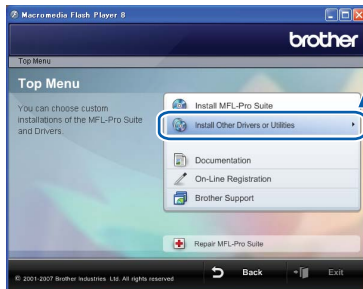 Macromedia Flash Player 8
brother
Top Menu
Top Menu
You can choose custom
installations of the MFL-Pro Suite
and Drivers.
Install MFL-Pro Suite
Install Other Drivers or Utilities
Documentation
On-Line Registration
Brother Support
Repair MFL-Pro Suite
© 2001-2007 Brother Industries Ltd. All rights reserved
Back
Exit